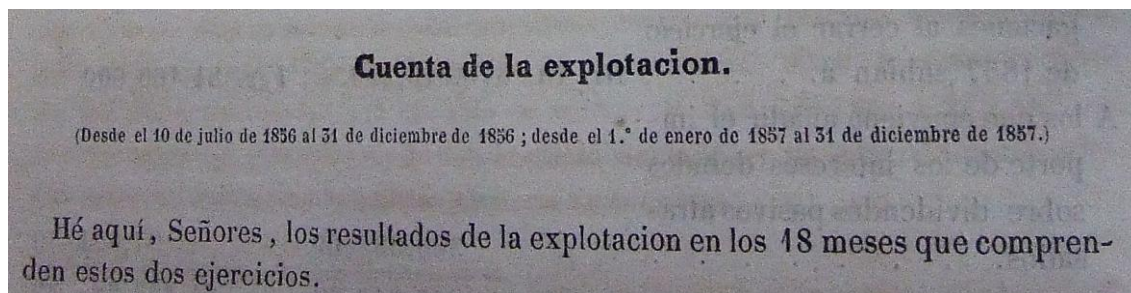 Cuenta de la explotacion.
(Desde el 10 de julio de 1856 al 31 de diciembre de 1856 ; desde el 1.º de enero de 1857 al 31 de diciembre de 1857.)
Hé aquí, Señores, los resultados de la explotacion en los 18 meses que compren-
den estos dos ejercicios.